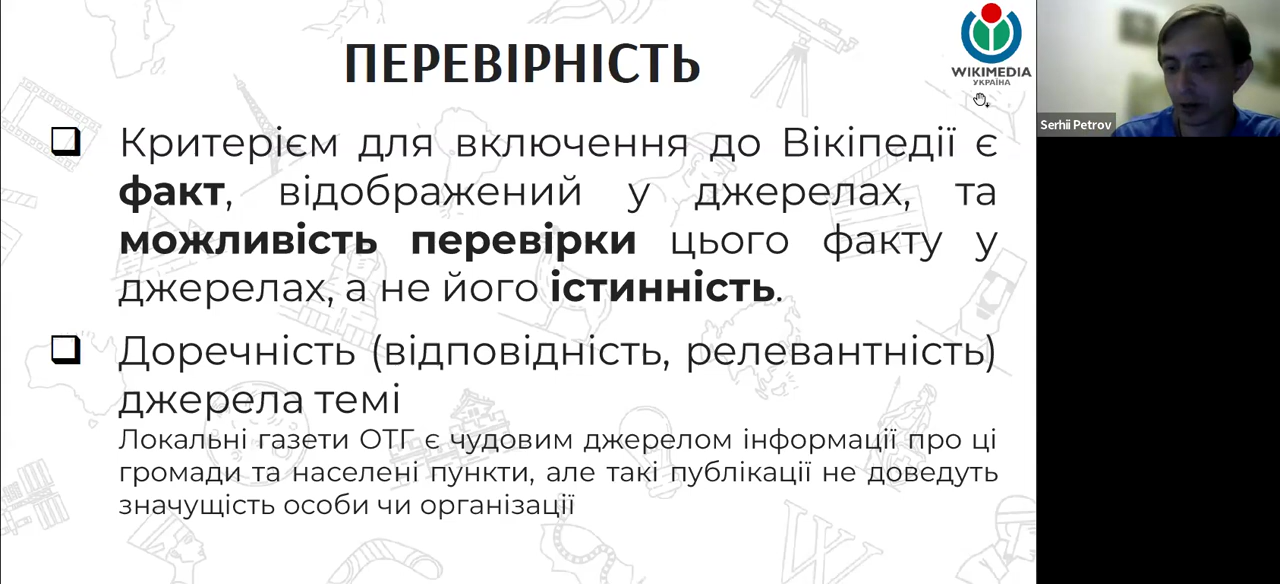 ПЕРЕВІРНІСТЬ
WIKIMEDIA
УКРАЇНА
Serhii Petrov
Критерієм для включення до Вікіпедії є
факт, відображений у джерелах, та
можливість перевірки цього факту у
джерелах, а не його істинність.
Доречність (відповідність, релевантність)
джерела темі
Локальні газети ОТГ є чудовим джерелом інформації про ці
громади та населені пункти, але такі публікації не доведуть
значущість особи чи організації